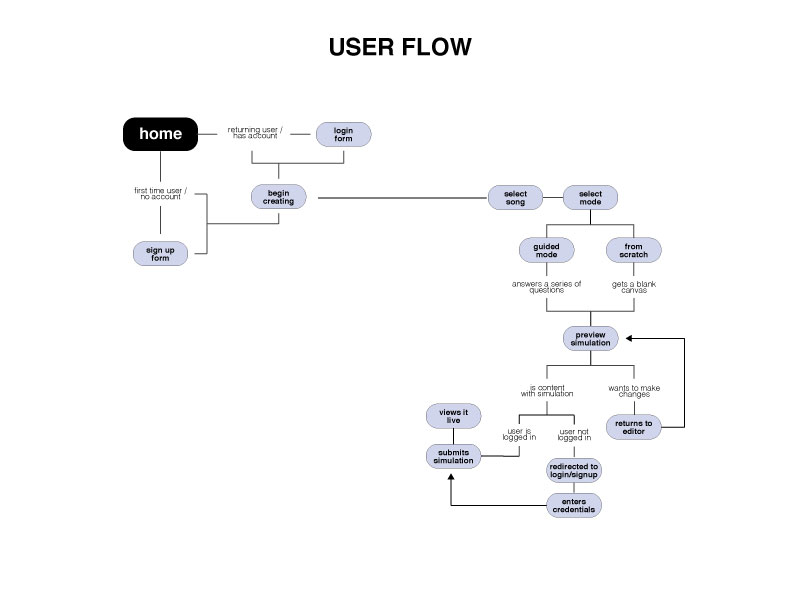 USER FLOW
home
returning user /
has account
login
form
first time user /
no account
begin
creating
sign up
form
select
song
select
mode
guided
mode
from
scratch
answers a series of
questions
gets a blank
canvas
preview
simulation
is content
with simulation
wants to make
changes
views it
live
returns to
editor
user is
logged in
user not
logged in
submits
simulation
redirected to
login/signup
enters
credentials